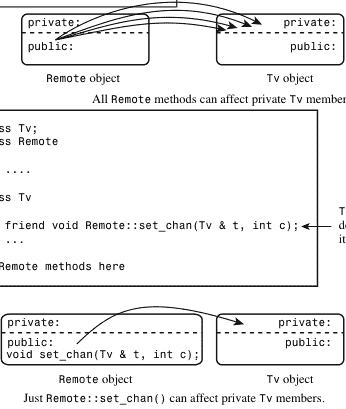 private: private:
public: public:
Remote object Tv object
All Remote methods can affect private Tv member
ss Tv;
ss Remote
....
ss Tv
friend void Remote::set_chan(Tv & t, int c);
...
Remote methods here
T
de
it
private: private:
public: public:
void set_chan(Tv & t, int c);
Remote object Tv object
Just Remote::set_chan() can affect private Tv members.